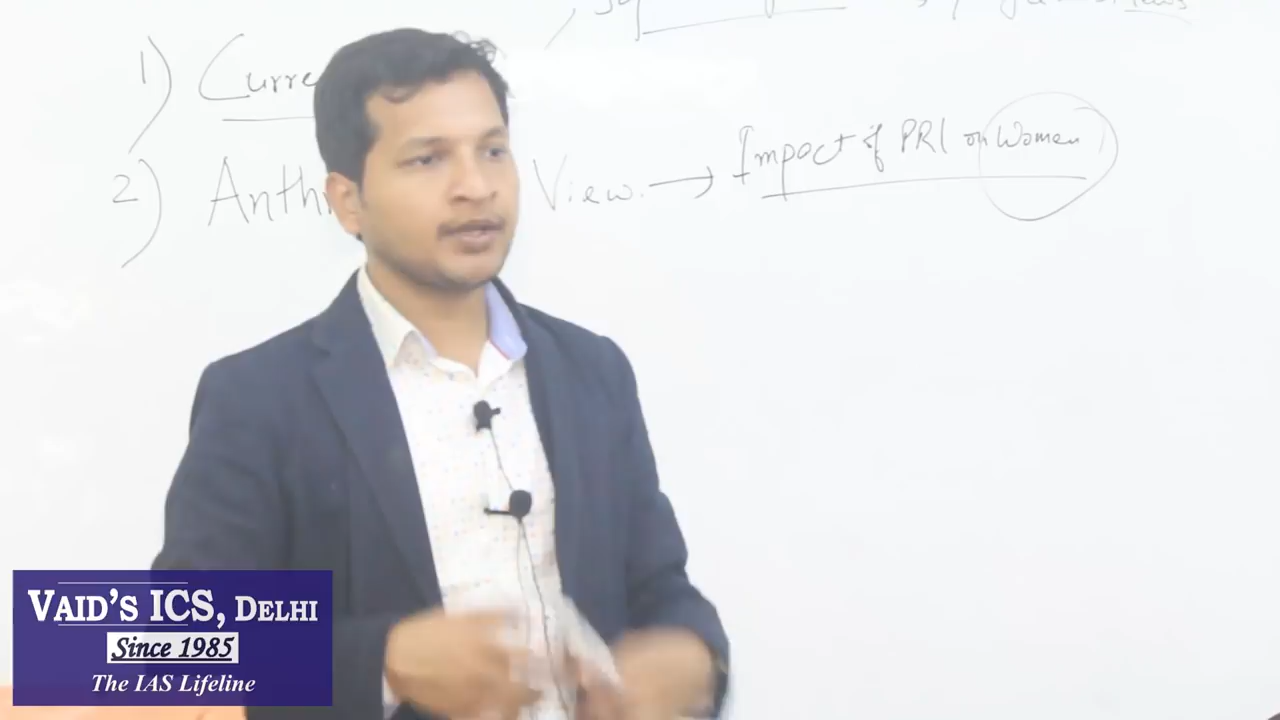 1) Curre
2) Anth View. → Impact of PRI on Women
VAID'S ICS, DELHI
Since 1985
The IAS Lifeline